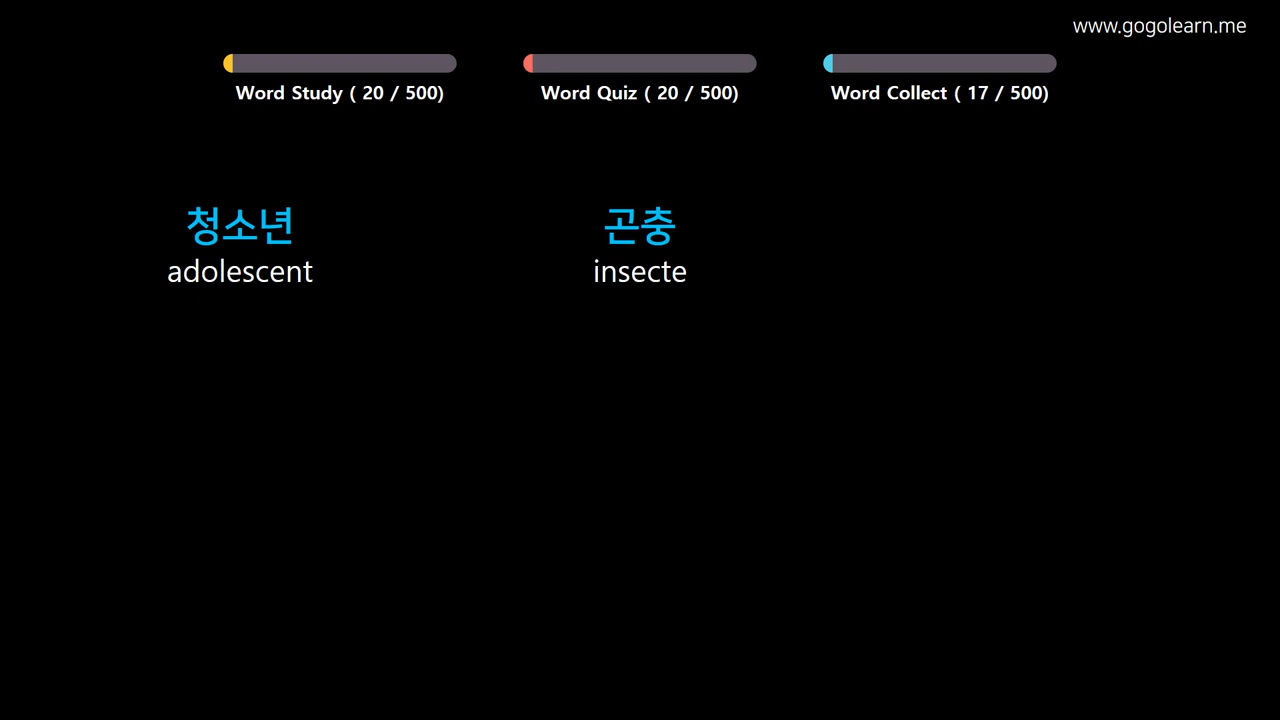 www.gogolearn.me
Word Study ( 20 / 500)
Word Quiz ( 20 / 500)
Word Collect ( 17 / 500)
청소년
adolescent
곤충
insecte